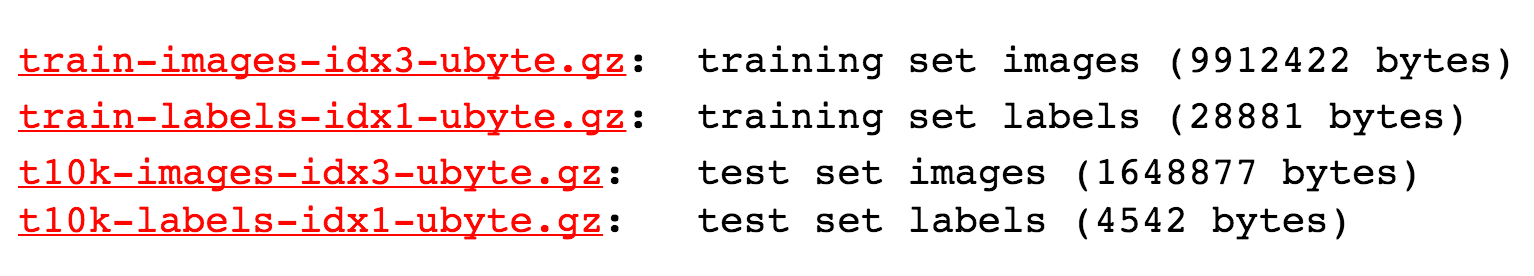 train-images-idx3-ubyte.gz: training set images (9912422 bytes)
train-labels-idx1-ubyte.gz: training set labels (28881 bytes)
t10k-images-idx3-ubyte.gz: test set images (1648877 bytes)
t10k-labels-idx1-ubyte.gz: test set labels (4542 bytes)